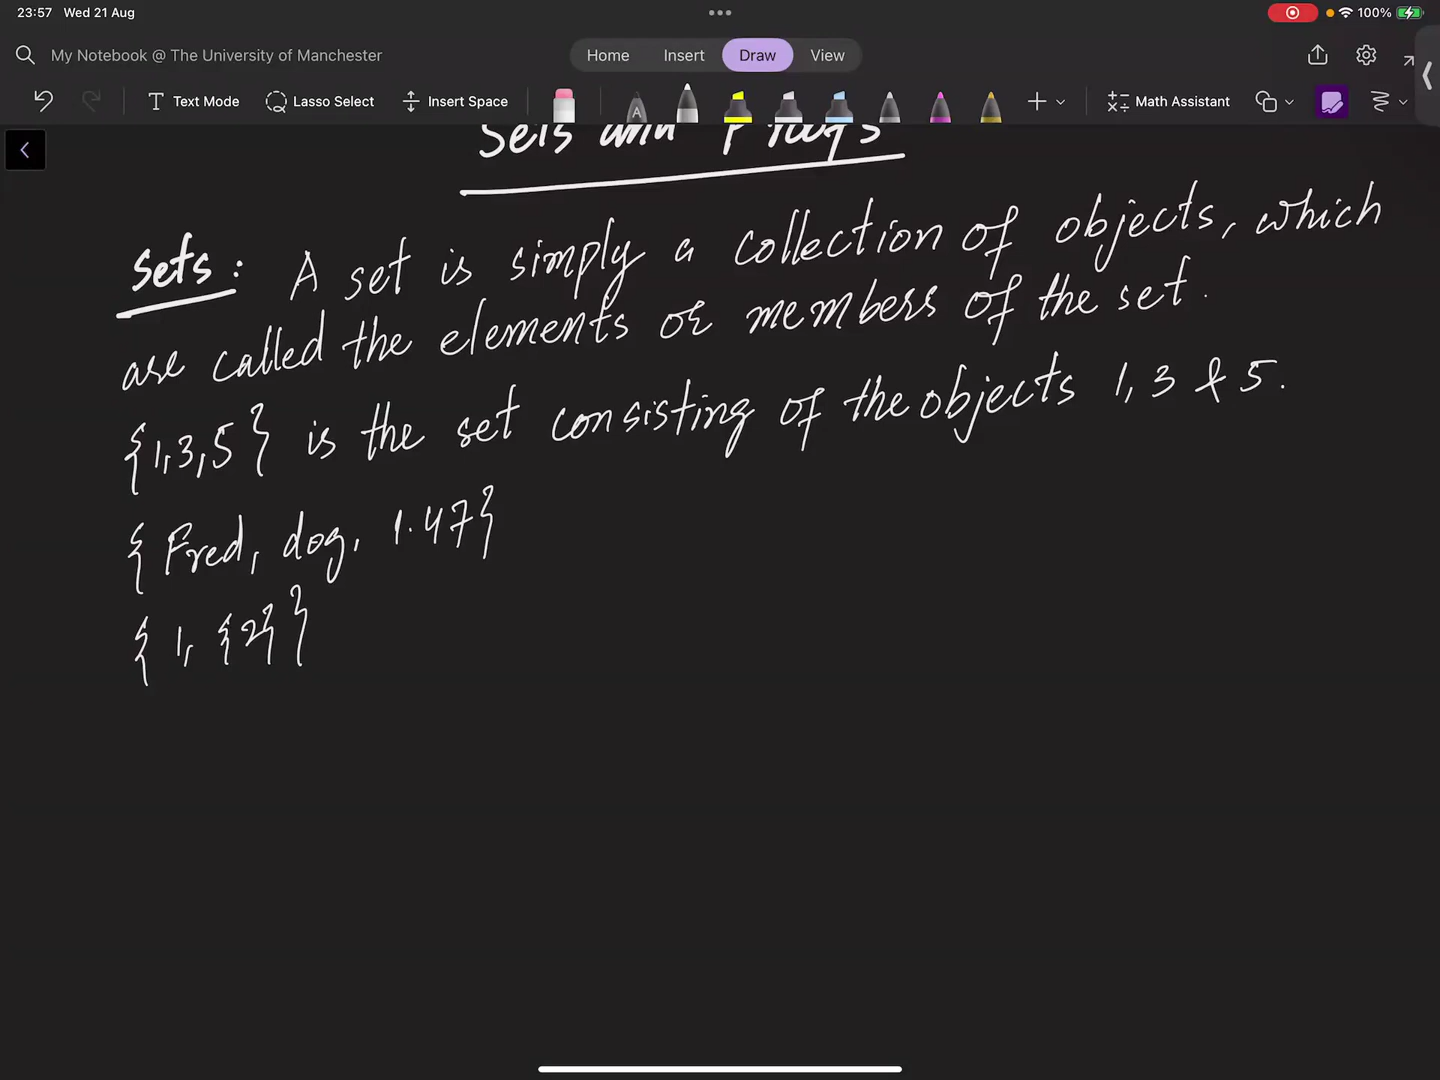 23:57 Wed 21 Aug
100%
My Notebook @ The University of Manchester
Home Insert Draw View
Text Mode Lasso Select Insert Space A Math Assistant
Sets and Proofs
Sets: A set is simply a collection of objects, which
are called the elements or members of the set.
{1,3,5} is the set consisting of the objects 1, 3 & 5.
{Fred, dog, 1.47}
{1, {2}}